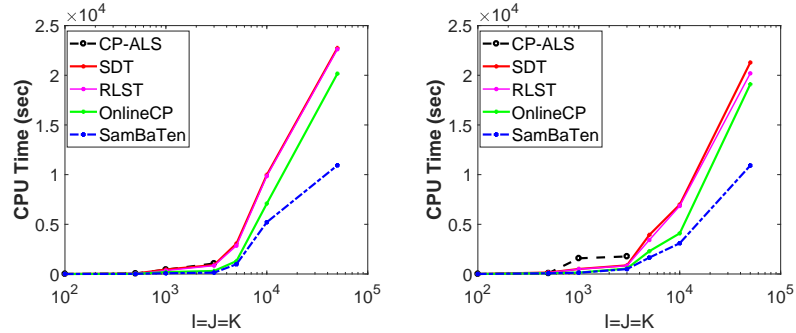 ×10⁴
2.5
2
1.5
1
0.5
0
CPU Time (sec)
CP-ALS
SDT
RLST
OnlineCP
SamBaTen
10² 10³ 10⁴ 10⁵
I=J=K
×10⁴
2.5
2
1.5
1
0.5
0
CPU Time (sec)
CP-ALS
SDT
RLST
OnlineCP
SamBaTen
10² 10³ 10⁴ 10⁵
I=J=K